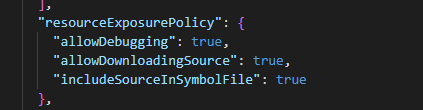 ],
"resourceExposurePolicy": {
"allowDebugging": true,
"allowDownloadingSource": true,
"includeSourceInSymbolFile": true
},